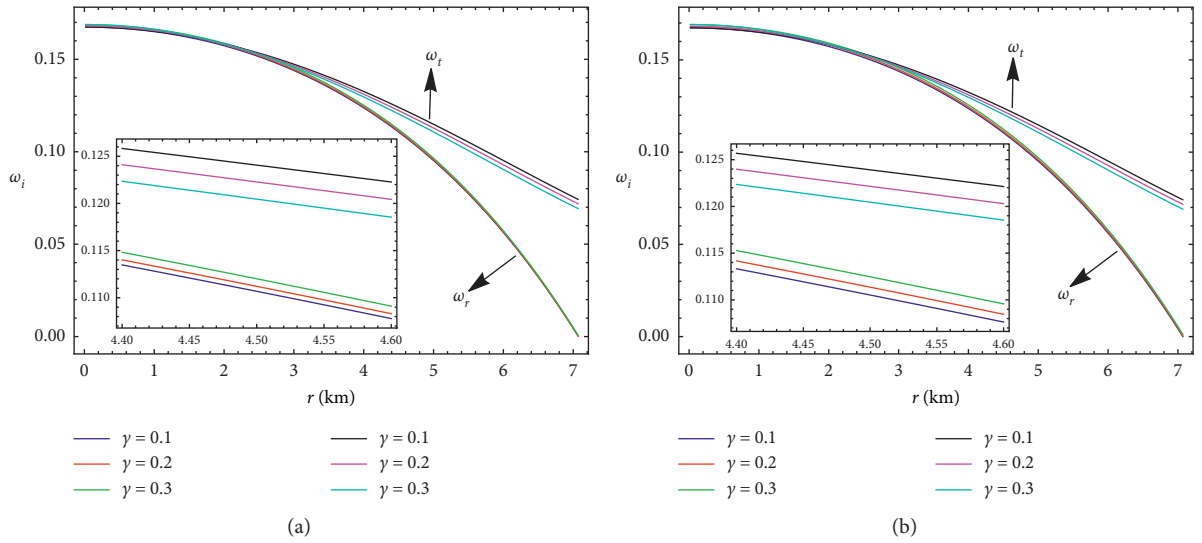 0.15
0.10
0.05
0.00
ω_i
ω_t
ω_r
0.125
0.120
0.115
0.110
4.40 4.45 4.50 4.55 4.60
0 1 2 3 4 5 6 7
r (km)
γ = 0.1 γ = 0.1
γ = 0.2 γ = 0.2
γ = 0.3 γ = 0.3
(a)
0.15
0.10
0.05
0.00
ω_i
ω_t
ω_r
0.125
0.120
0.115
0.110
4.40 4.45 4.50 4.55 4.60
0 1 2 3 4 5 6 7
r (km)
γ = 0.1 γ = 0.1
γ = 0.2 γ = 0.2
γ = 0.3 γ = 0.3
(b)